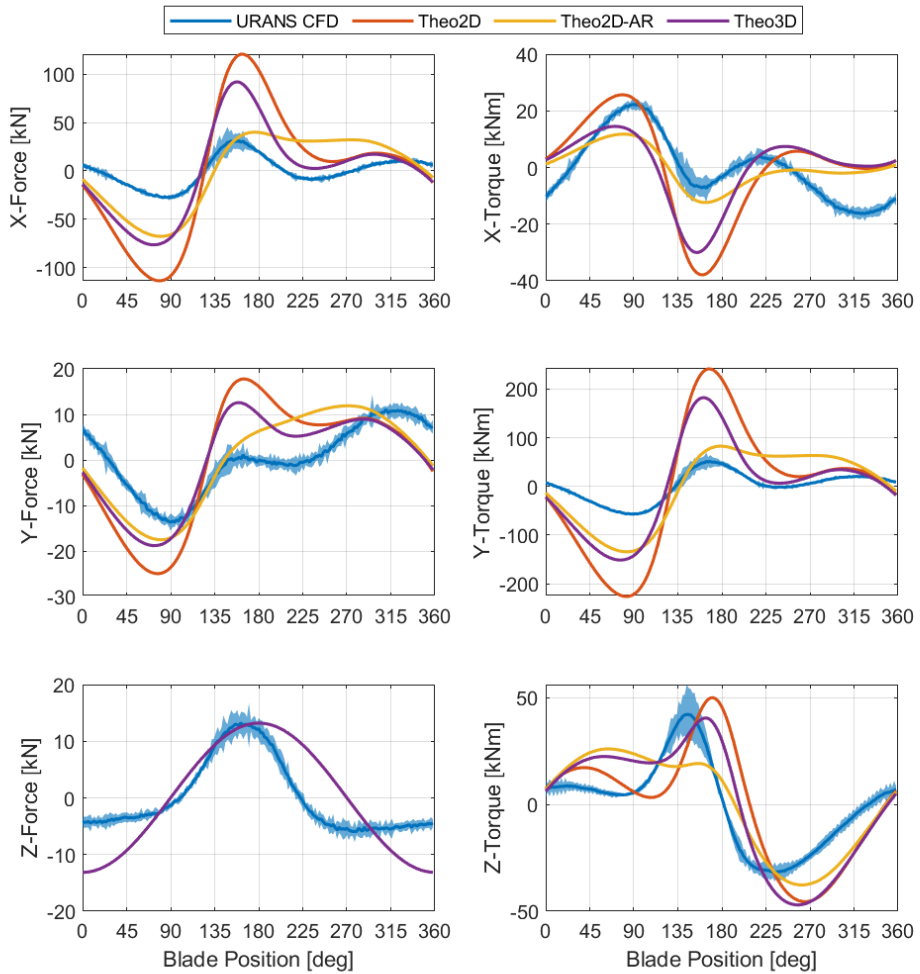 URANS CFD Theo2D Theo2D-AR Theo3D
X-Force [kN]
100
50
0
-50
-100
0 45 90 135 180 225 270 315 360
X-Torque [kNm]
40
20
0
-20
-40
0 45 90 135 180 225 270 315 360
Y-Force [kN]
20
10
0
-10
-20
-30
0 45 90 135 180 225 270 315 360
Y-Torque [kNm]
200
100
0
-100
-200
0 45 90 135 180 225 270 315 360
Z-Force [kN]
20
10
0
-10
-20
0 45 90 135 180 225 270 315 360
Blade Position [deg]
Z-Torque [kNm]
50
0
-50
0 45 90 135 180 225 270 315 360
Blade Position [deg]